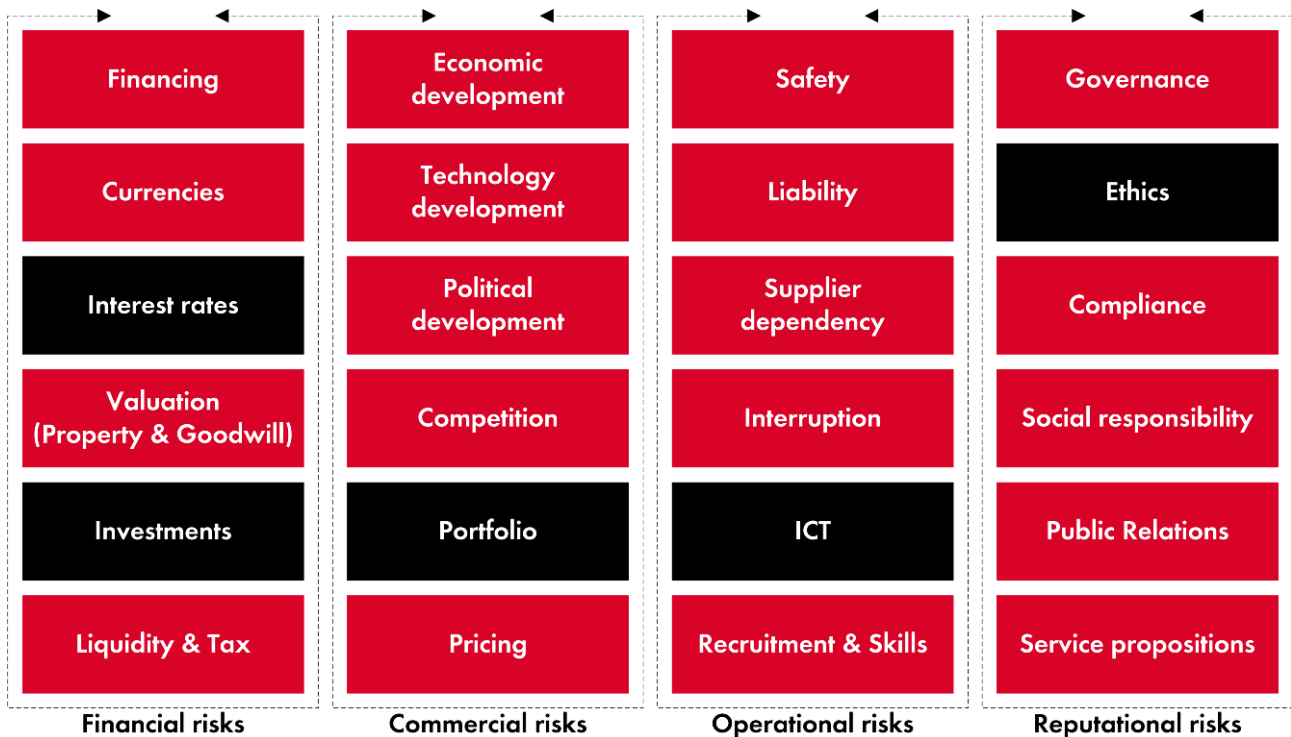 Financing
Currencies
Interest rates
Valuation
(Property & Goodwill)
Investments
Liquidity & Tax
Financial risks
Economic
development
Technology
development
Political
development
Competition
Portfolio
Pricing
Commercial risks
Safety
Liability
Supplier
dependency
Interruption
ICT
Recruitment & Skills
Operational risks
Governance
Ethics
Compliance
Social responsibility
Public Relations
Service propositions
Reputational risks